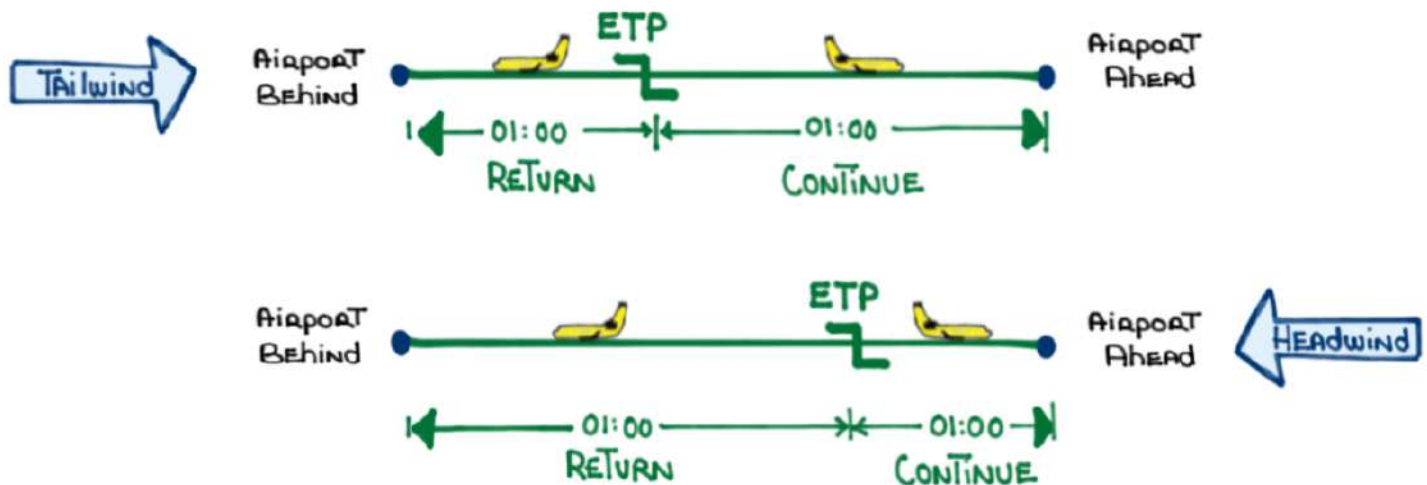 TAilwind
AiRPORT
BEhind
ETP
AiRPORT
AhEAd
01:00
01:00
RETURN
CONTiNUE
AiRPORT
BEhind
ETP
AiRPORT
AhEAd
HEAdwiNd
01:00
01:00
RETURN
CONTiNUE